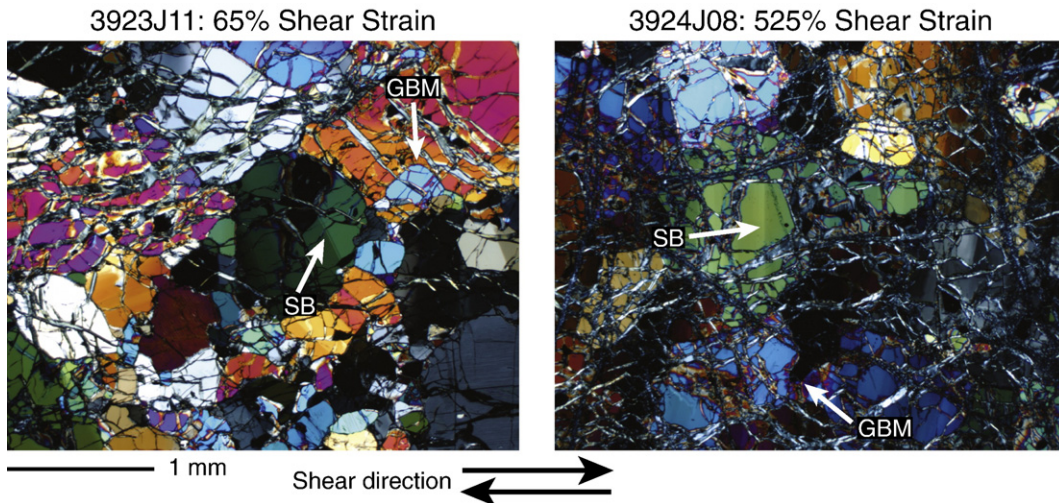 3923J11: 65% Shear Strain
3924J08: 525% Shear Strain
GBM
SB
SB
GBM
1 mm
Shear direction